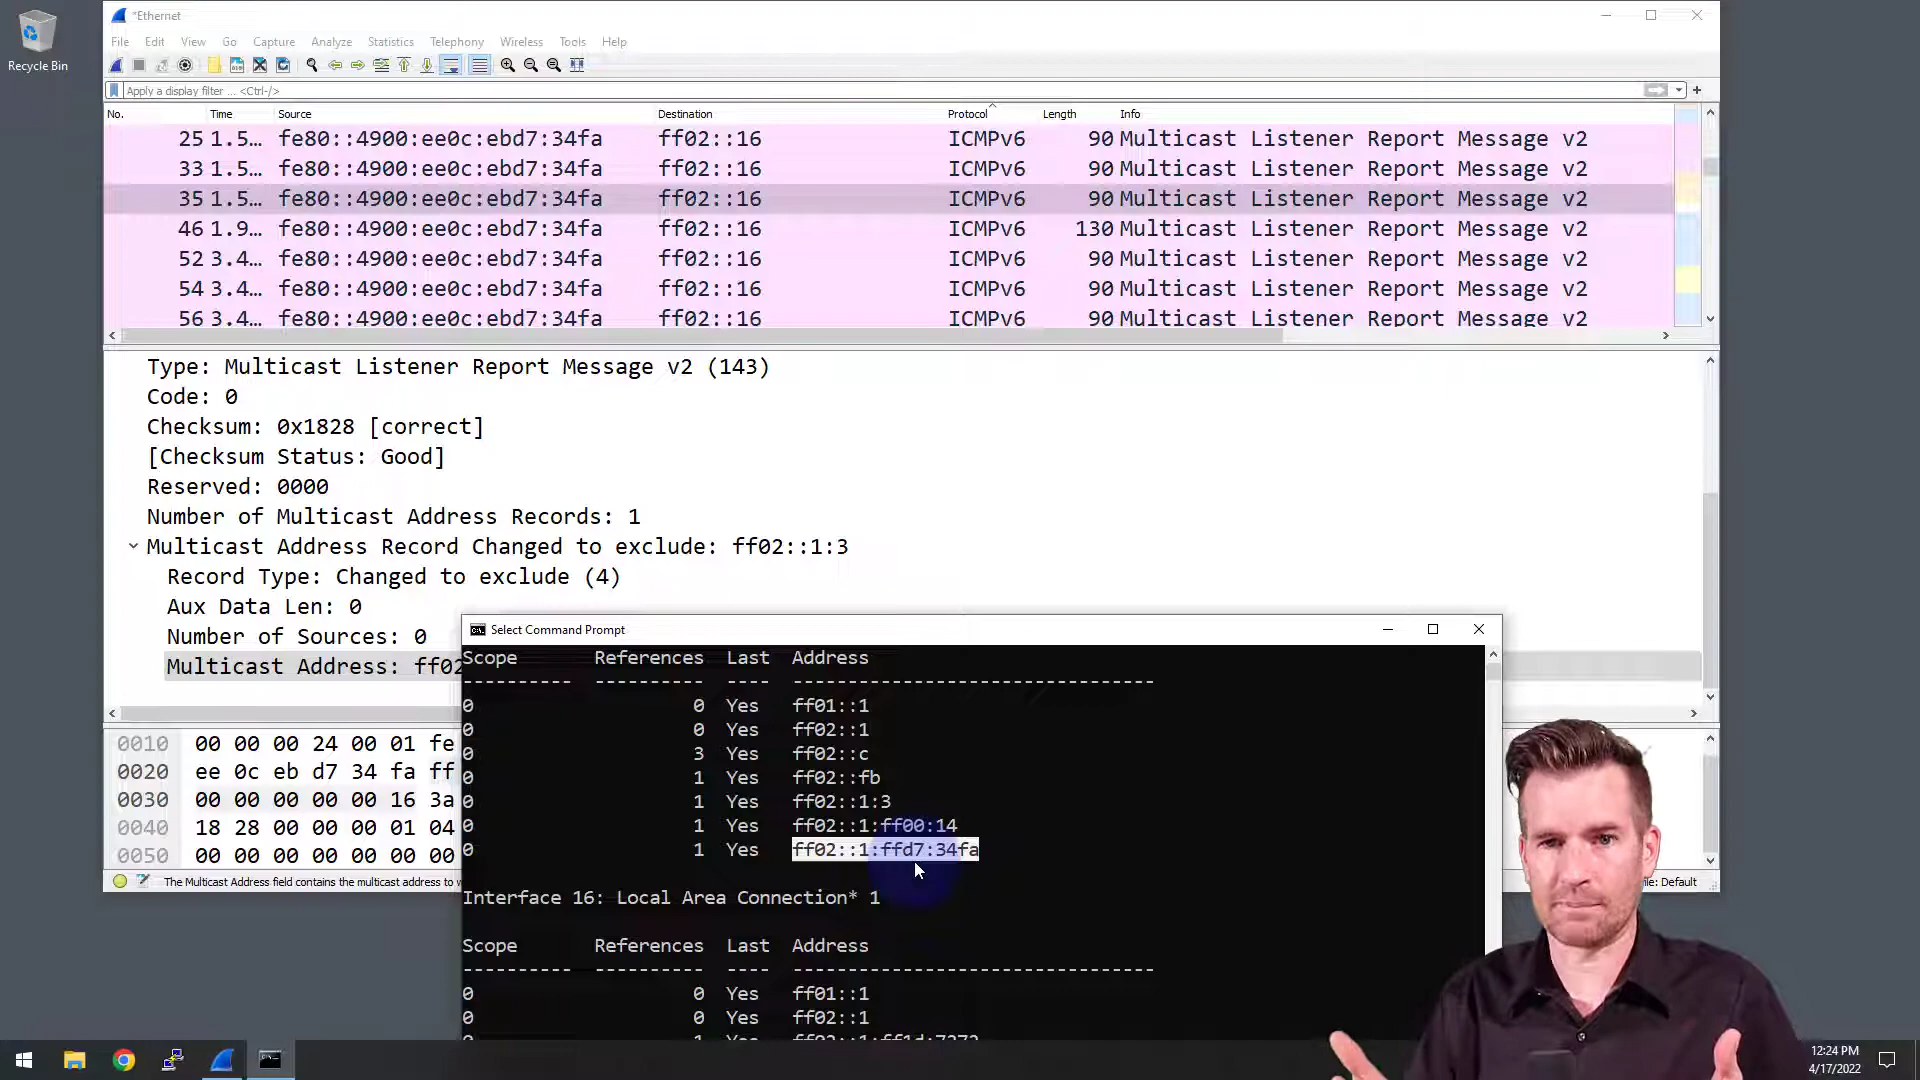 Recycle Bin
*Ethernet
File Edit View Go Capture Analyze Statistics Telephony Wireless Tools Help
Apply a display filter ... <Ctrl-/>
No. Time Source Destination Protocol Length Info
25 1.5… fe80::4900:ee0c:ebd7:34fa ff02::16 ICMPv6 90 Multicast Listener Report Message v2
33 1.5… fe80::4900:ee0c:ebd7:34fa ff02::16 ICMPv6 90 Multicast Listener Report Message v2
35 1.5… fe80::4900:ee0c:ebd7:34fa ff02::16 ICMPv6 90 Multicast Listener Report Message v2
46 1.9… fe80::4900:ee0c:ebd7:34fa ff02::16 ICMPv6 130 Multicast Listener Report Message v2
52 3.4… fe80::4900:ee0c:ebd7:34fa ff02::16 ICMPv6 90 Multicast Listener Report Message v2
54 3.4… fe80::4900:ee0c:ebd7:34fa ff02::16 ICMPv6 90 Multicast Listener Report Message v2
56 3.4… fe80::4900:ee0c:ebd7:34fa ff02::16 ICMPv6 90 Multicast Listener Report Message v2
Type: Multicast Listener Report Message v2 (143)
Code: 0
Checksum: 0x1828 [correct]
[Checksum Status: Good]
Reserved: 0000
Number of Multicast Address Records: 1
Multicast Address Record Changed to exclude: ff02::1:3
Record Type: Changed to exclude (4)
Aux Data Len: 0
Number of Sources: 0
Multicast Address: ff02
0010 00 00 00 24 00 01 fe
0020 ee 0c eb d7 34 fa ff
0030 00 00 00 00 00 16 3a
0040 18 28 00 00 00 01 04
0050 00 00 00 00 00 00 00
The Multicast Address field contains the multicast address to
file: Default
Select Command Prompt
Scope References Last Address
---------- ---------- ---- ---------------------------------
0 0 Yes ff01::1
0 0 Yes ff02::1
0 3 Yes ff02::c
0 1 Yes ff02::fb
0 1 Yes ff02::1:3
0 1 Yes ff02::1:ff00:14
0 1 Yes ff02::1:ffd7:34fa
Interface 16: Local Area Connection* 1
Scope References Last Address
---------- ---------- ---- ---------------------------------
0 0 Yes ff01::1
0 0 Yes ff02::1
12:24 PM
4/17/2022